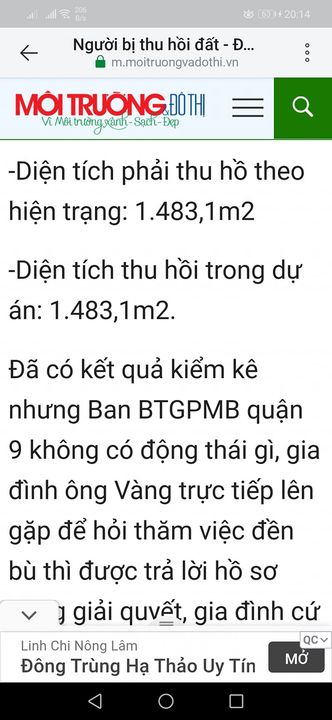 206
B/s
63
20:14
Người bị thu hồi đất - Đ...
m.moitruongvadothi.vn
MÔI TRƯỜNG & ĐÔ THỊ
Vì Môi trường Xanh - Sạch - Đẹp
-Diện tích phải thu hồ theo
hiện trạng: 1.483,1m2
-Diện tích thu hồi trong dự
án: 1.483,1m2.
Đã có kết quả kiểm kê
nhưng Ban BTGPMB quận
9 không có động thái gì, gia
đình ông Vàng trực tiếp lên
gặp để hỏi thăm việc đền
bù thì được trả lời hồ sơ
giải quyết, gia đình cứ
QC
Linh Chi Nông Lâm
Đông Trùng Hạ Thảo Uy Tín
MỞ